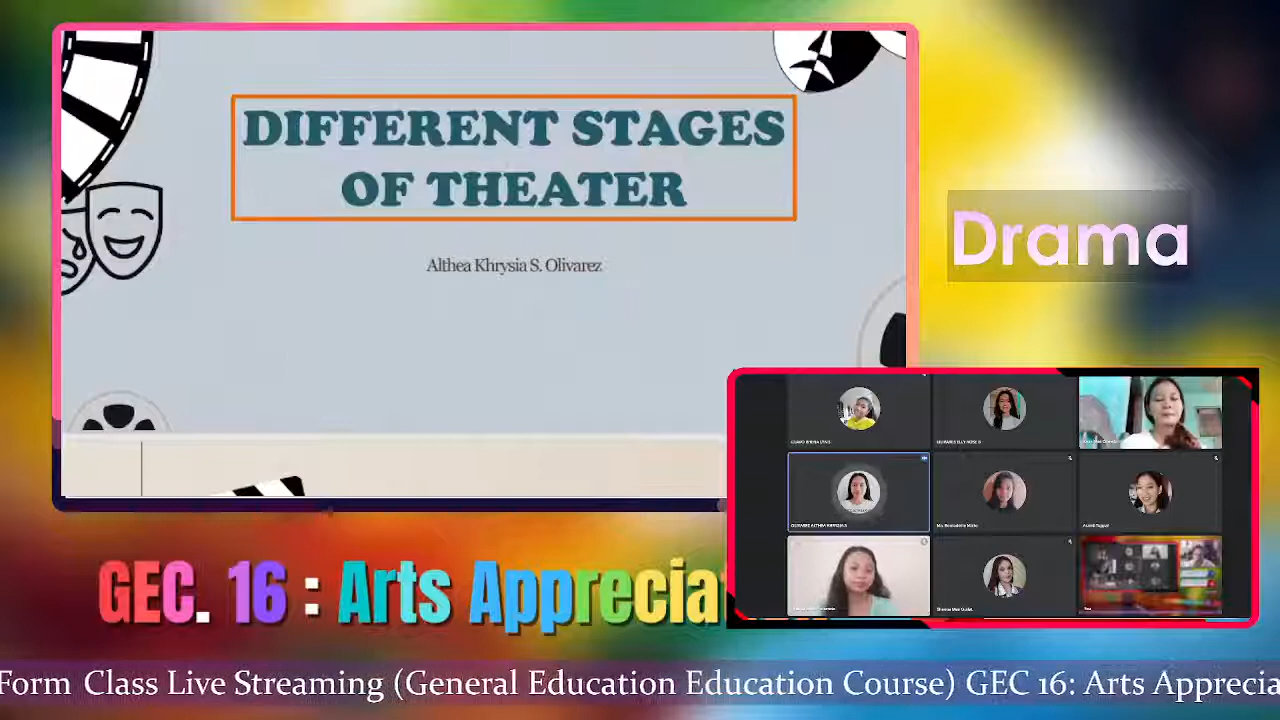 DIFFERENT STAGES
OF THEATER
Althea Khrysia S. Olivarez
Drama
GEC. 16 : Arts Apprecia
Form Class Live Streaming (General Education Education Course) GEC 16: Arts Apprecia